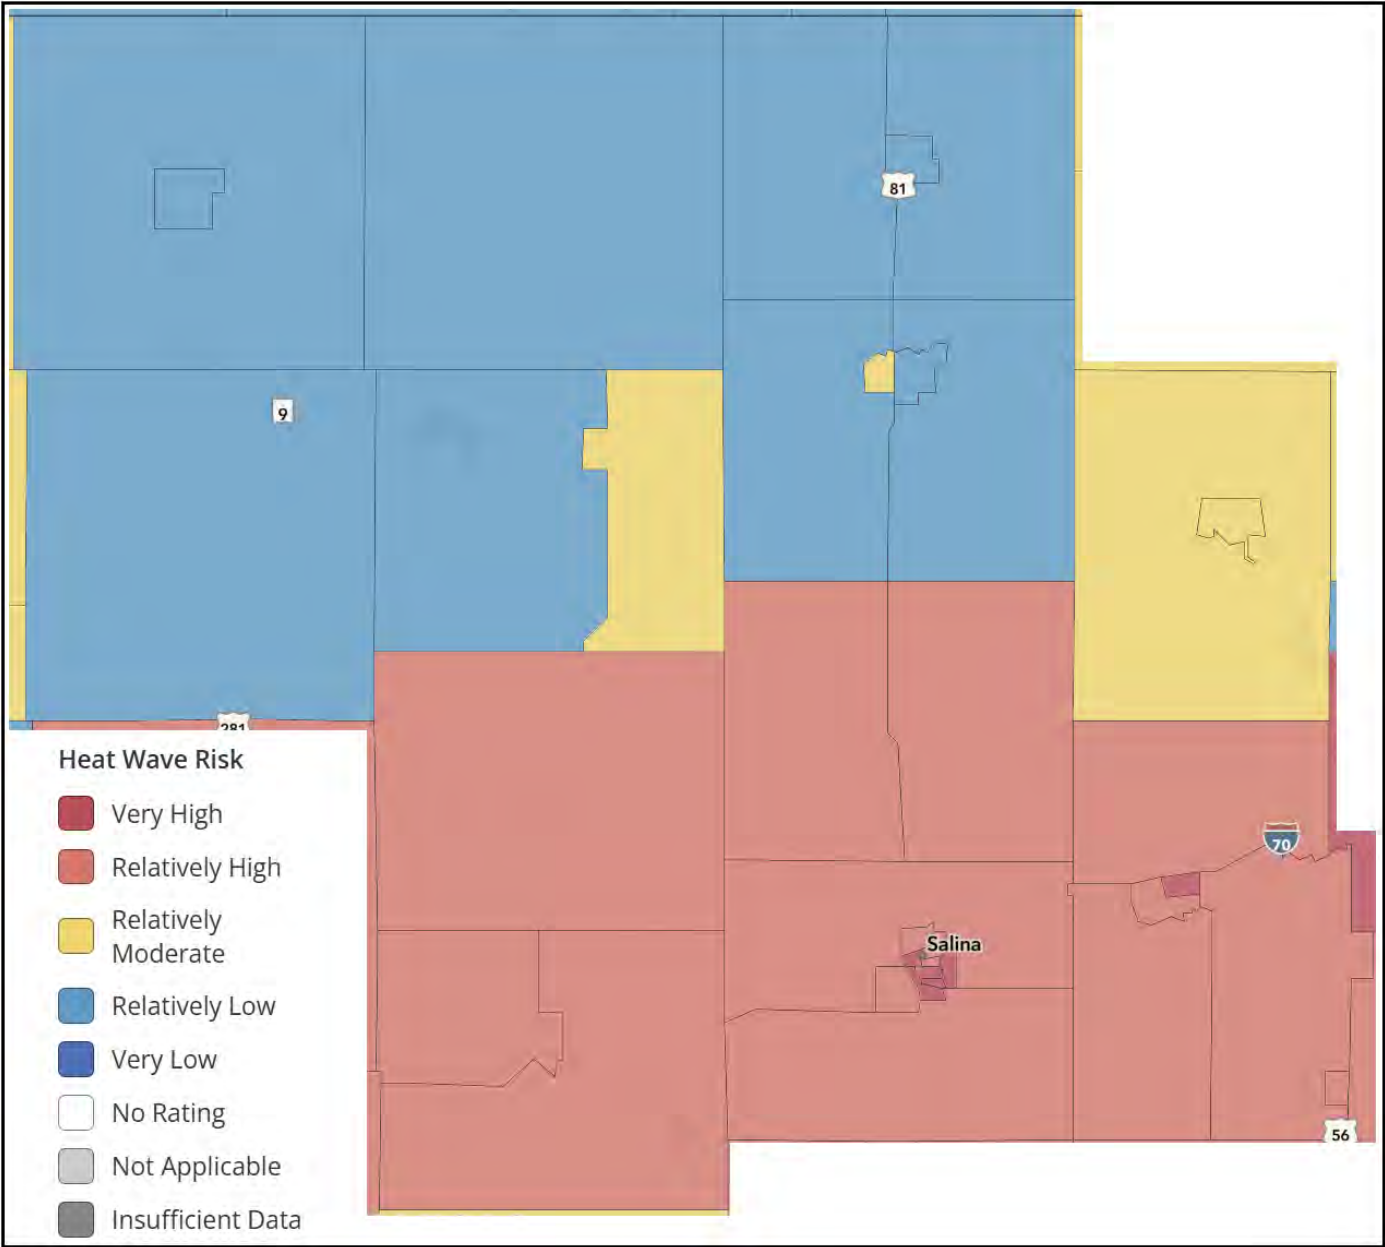 81
9
281
Heat Wave Risk
Very High
Relatively High
Relatively
Moderate
Relatively Low
Very Low
No Rating
Not Applicable
Insufficient Data
70
Salina
56